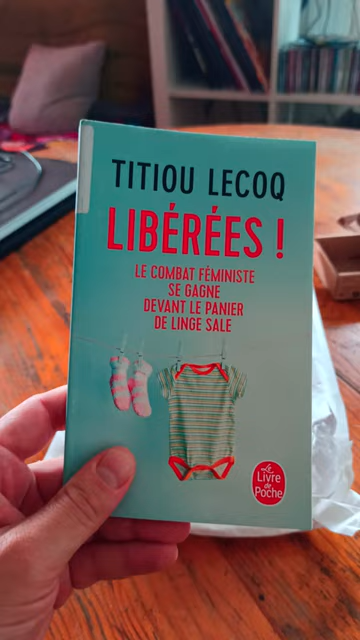 TITIOU LECOQ
LIBÉRÉES !
LE COMBAT FÉMINISTE
SE GAGNE
DEVANT LE PANIER
DE LINGE SALE
Le
Livre
de
Poche